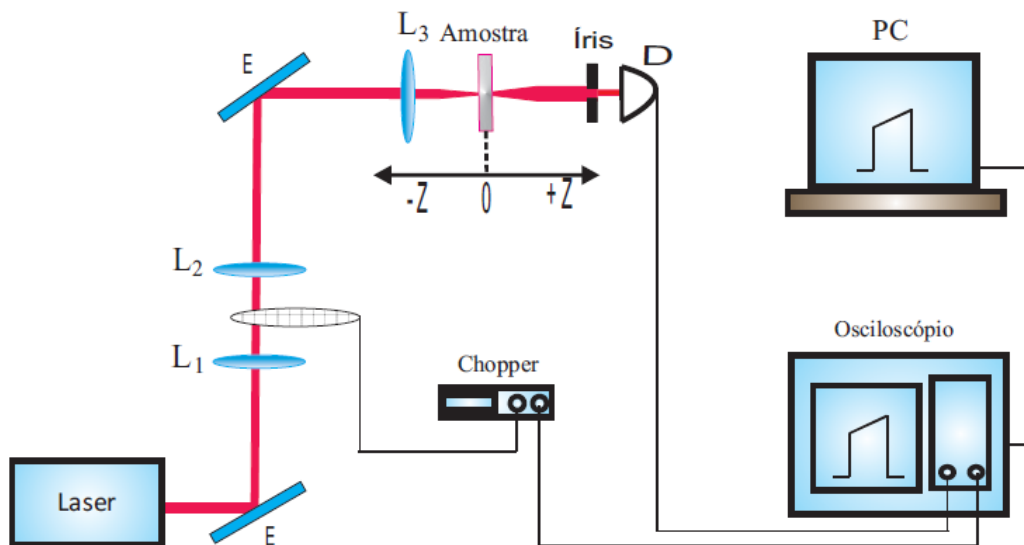 L3 Amostra Íris D PC
E
-Z 0 +Z
L2
L1
Chopper
Osciloscópio
Laser
E